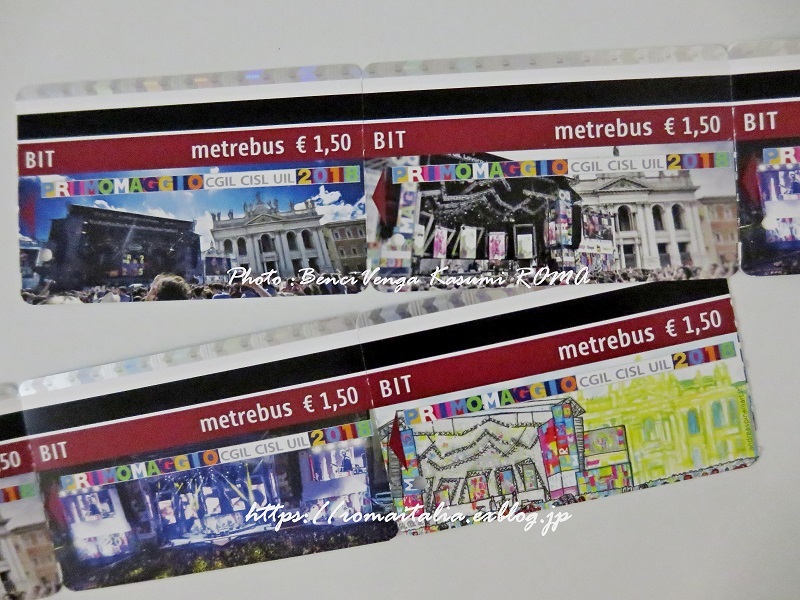 BIT metrebus € 1,50
PRIMOMAGGIO CGIL CISL UIL 2018
BIT metrebus € 1,50
PRIMOMAGGIO CGIL CISL UIL 2018
BIT
Photo .BenciVenga Kasumi ROMA
50
BIT metrebus € 1,50
PRIMOMAGGIO CGIL CISL UIL 2018
BIT metrebus € 1,50
PRIMOMAGGIO CGIL CISL UIL 2018
https://romaitalia.exblog.jp